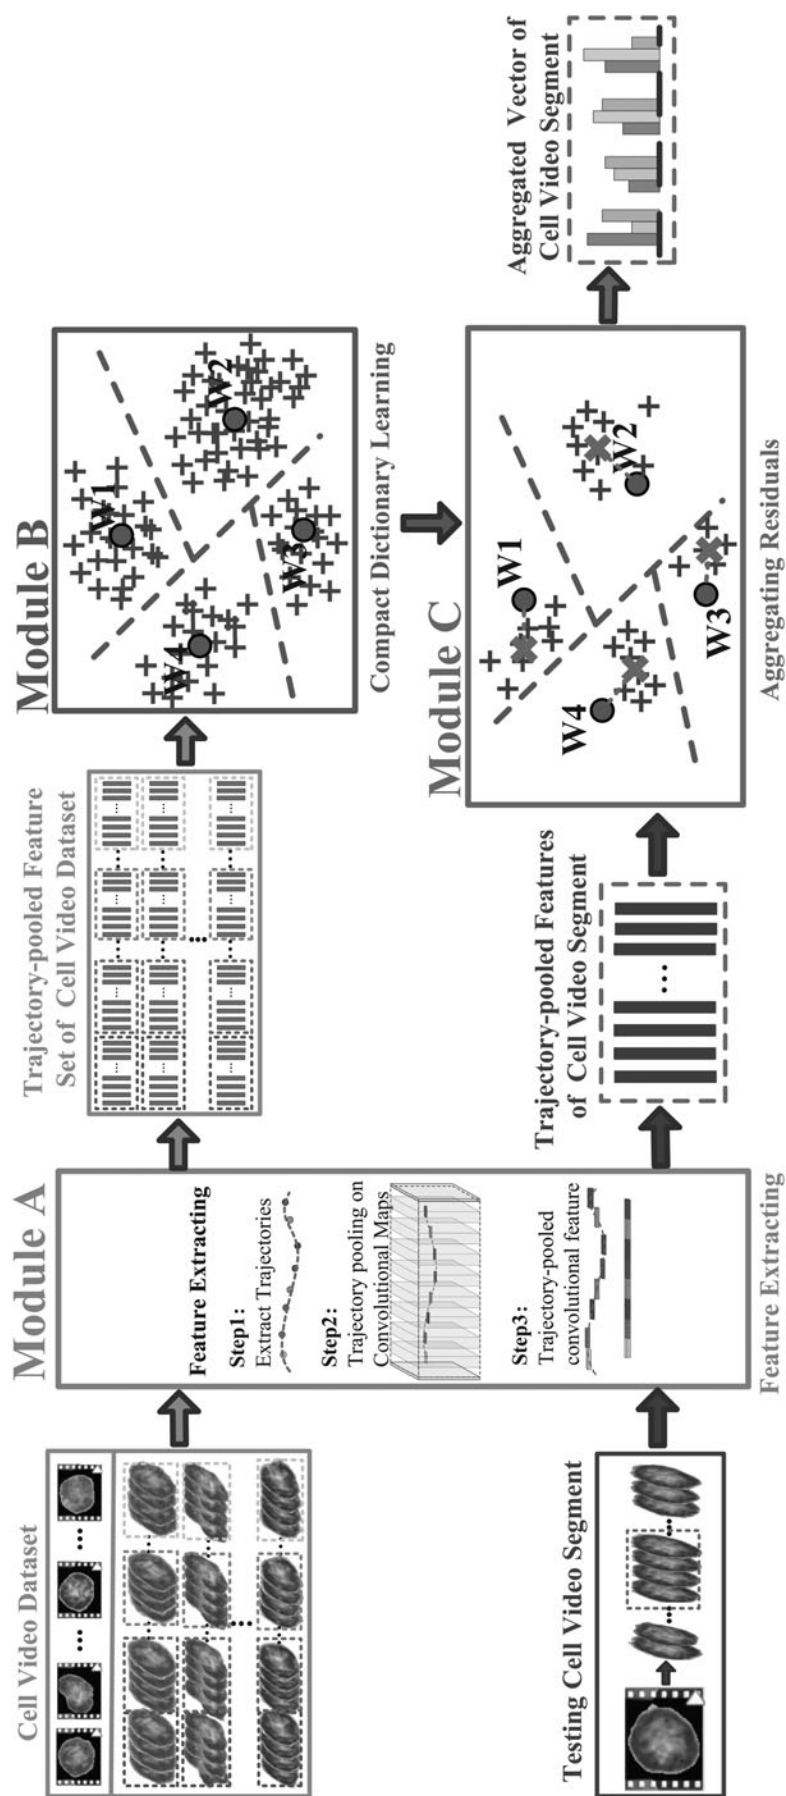 Cell Video Dataset
Testing Cell Video Segment
Module A
Feature Extracting
Step1:
Extract Trajectories
Step2:
Trajectory pooling on
Convolutional Maps
Step3:
Trajectory-pooled
convolutional feature
Feature Extracting
Trajectory-pooled Feature
Set of Cell Video Dataset
Trajectory-pooled Features
of Cell Video Segment
Module B
W1
W2
W3
W4
Compact Dictionary Learning
Module C
W1
W2
W3
W4
Aggregating Residuals
Aggregated Vector of
Cell Video Segment